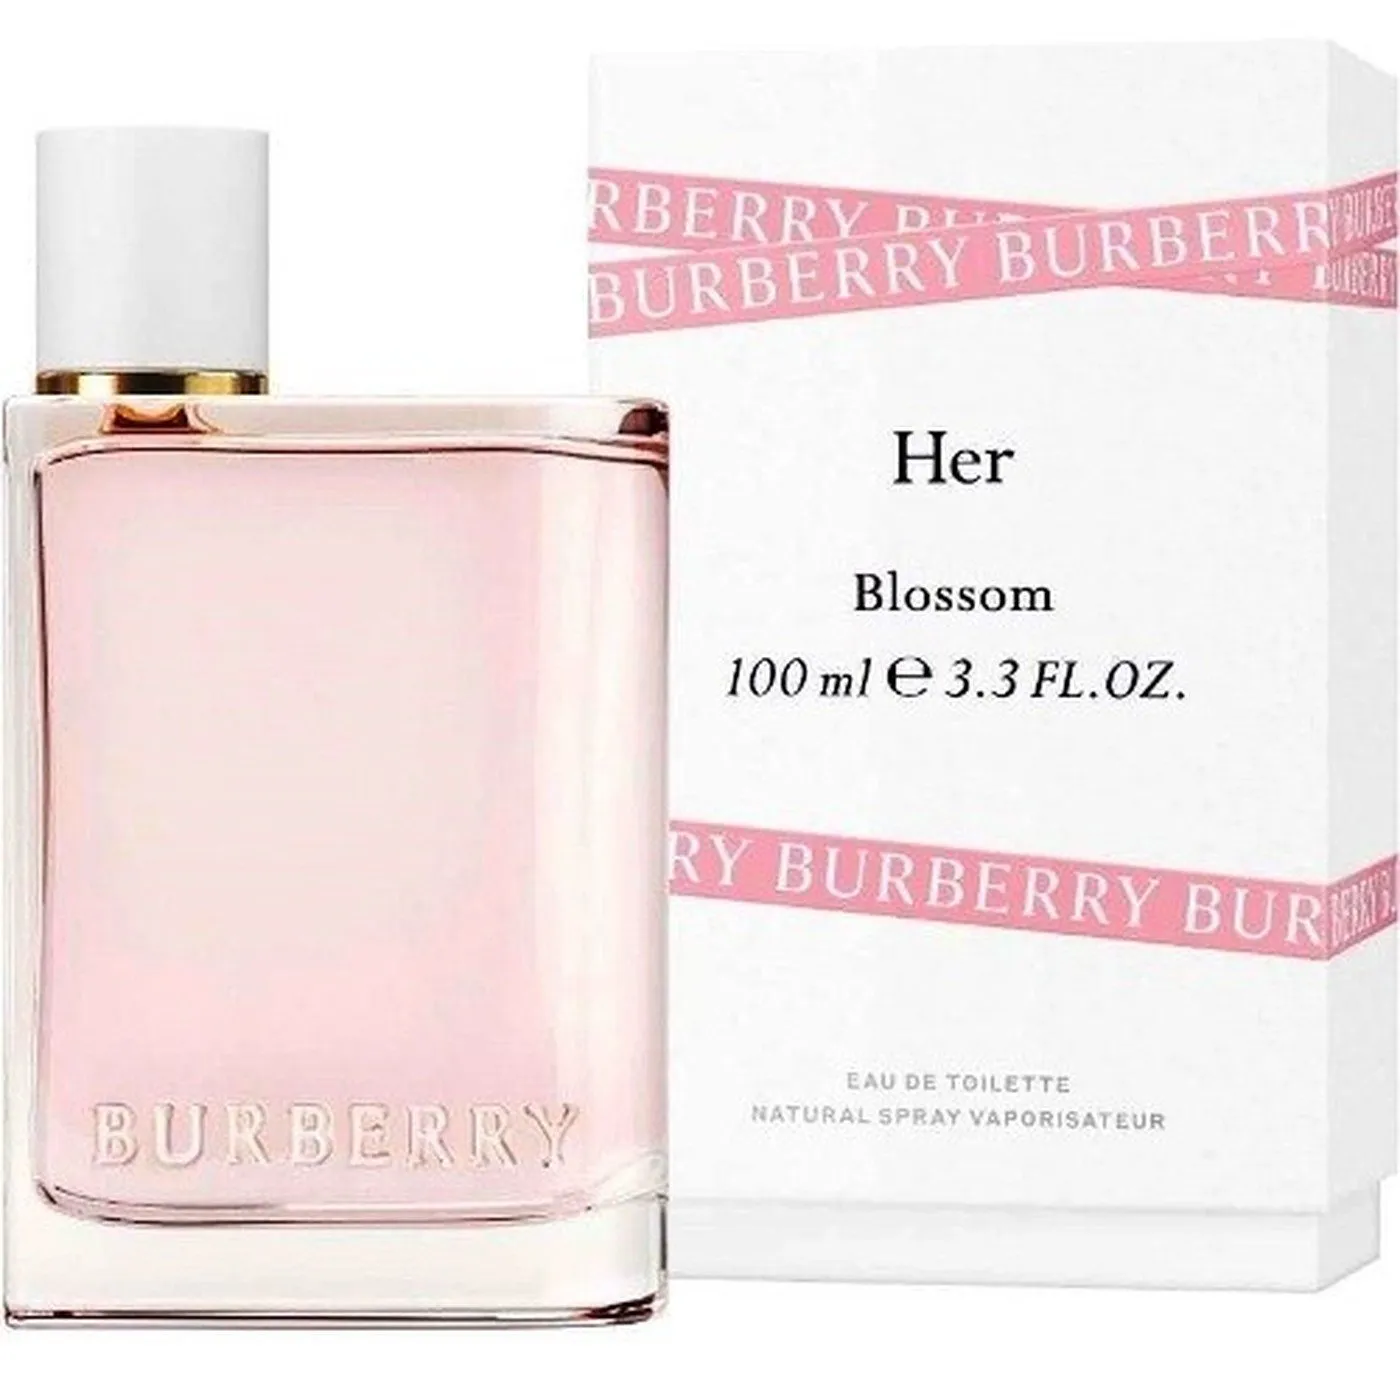 RBERRY
BURBERRY BURBERR
Her
Blossom
100 ml ℮ 3.3 FL.OZ.
RY BURBERRY BUR
EAU DE TOILETTE
NATURAL SPRAY VAPORISATEUR
BURBERRY